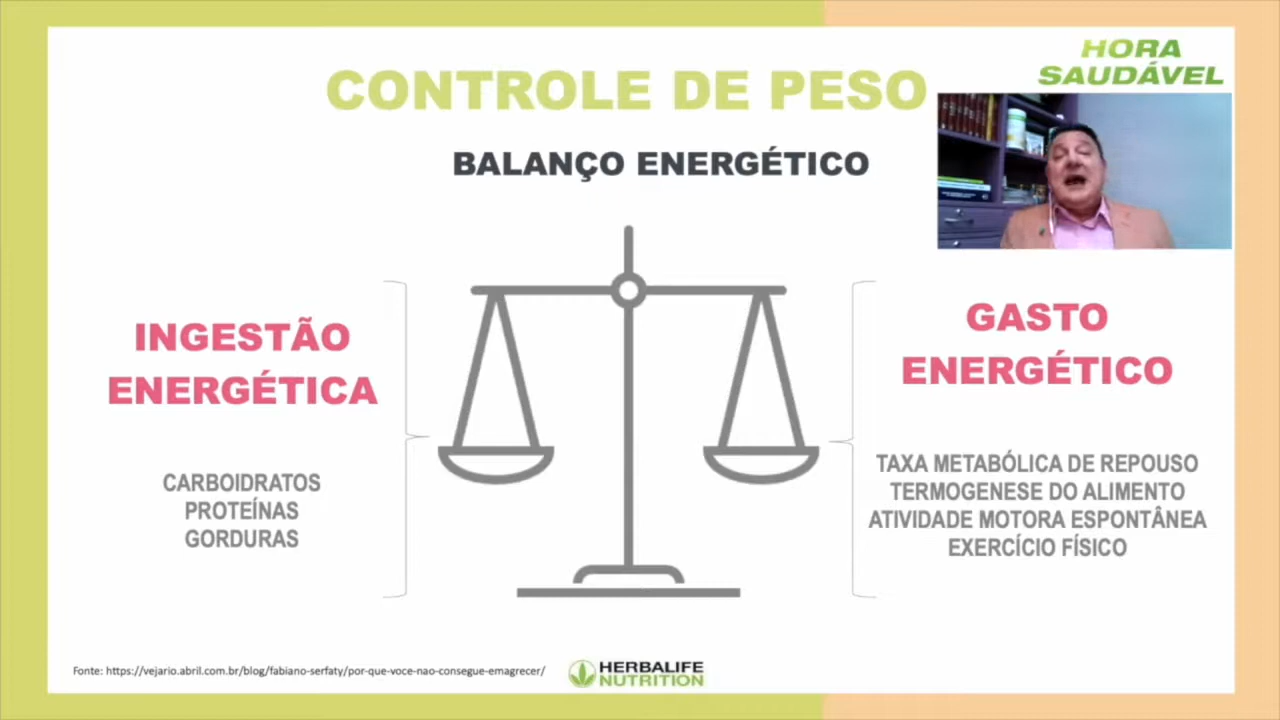 HORA
SAUDÁVEL
CONTROLE DE PESO
BALANÇO ENERGÉTICO
INGESTÃO
ENERGÉTICA
CARBOIDRATOS
PROTEÍNAS
GORDURAS
GASTO
ENERGÉTICO
TAXA METABÓLICA DE REPOUSO
TERMOGENESE DO ALIMENTO
ATIVIDADE MOTORA ESPONTÂNEA
EXERCÍCIO FÍSICO
Fonte: https://vejario.abril.com.br/blog/fabiano-serfaty/por-que-voce-nao-consegue-emagrecer/
HERBALIFE
NUTRITION